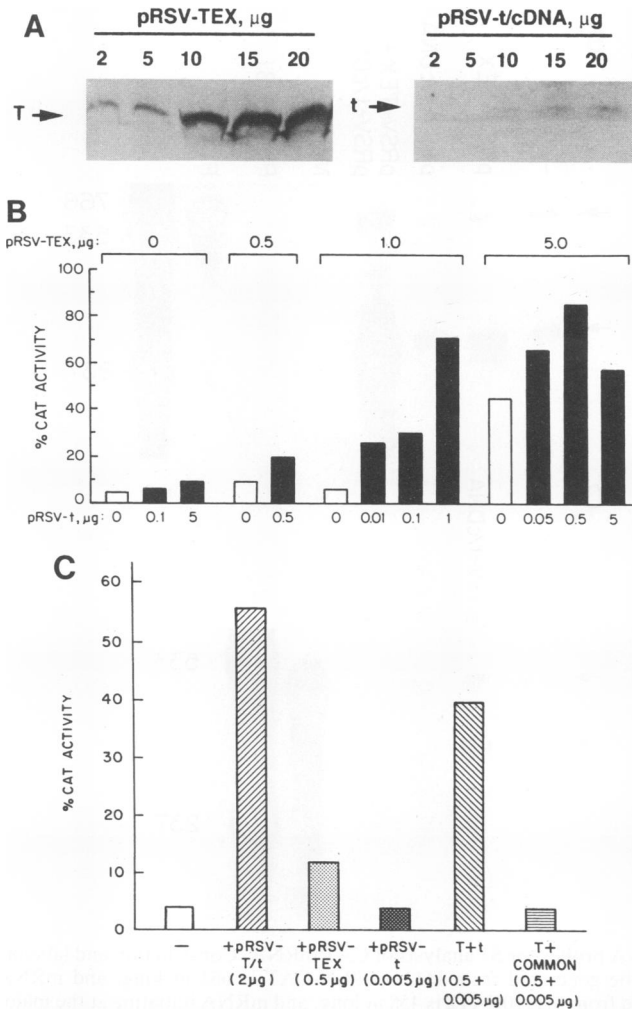 A
pRSV-TEX, µg
pRSV-t/cDNA, µg
2 5 10 15 20
2 5 10 15 20
T
t
B
pRSV-TEX, µg: 0 0.5 1.0 5.0
% CAT ACTIVITY
100
80
60
40
20
0
pRSV-t, µg 0 0.1 5 0 0.5 0 0.01 0.1 1 0 0.05 0.5 5
C
% CAT ACTIVITY
60
50
40
30
20
10
0
— +pRSV- +pRSV- +pRSV- T+t T+
T/t TEX t COMMON
(2µg) (0.5µg) (0.005µg) (0.5+ (0.5+
0.005µg) 0.005µg)